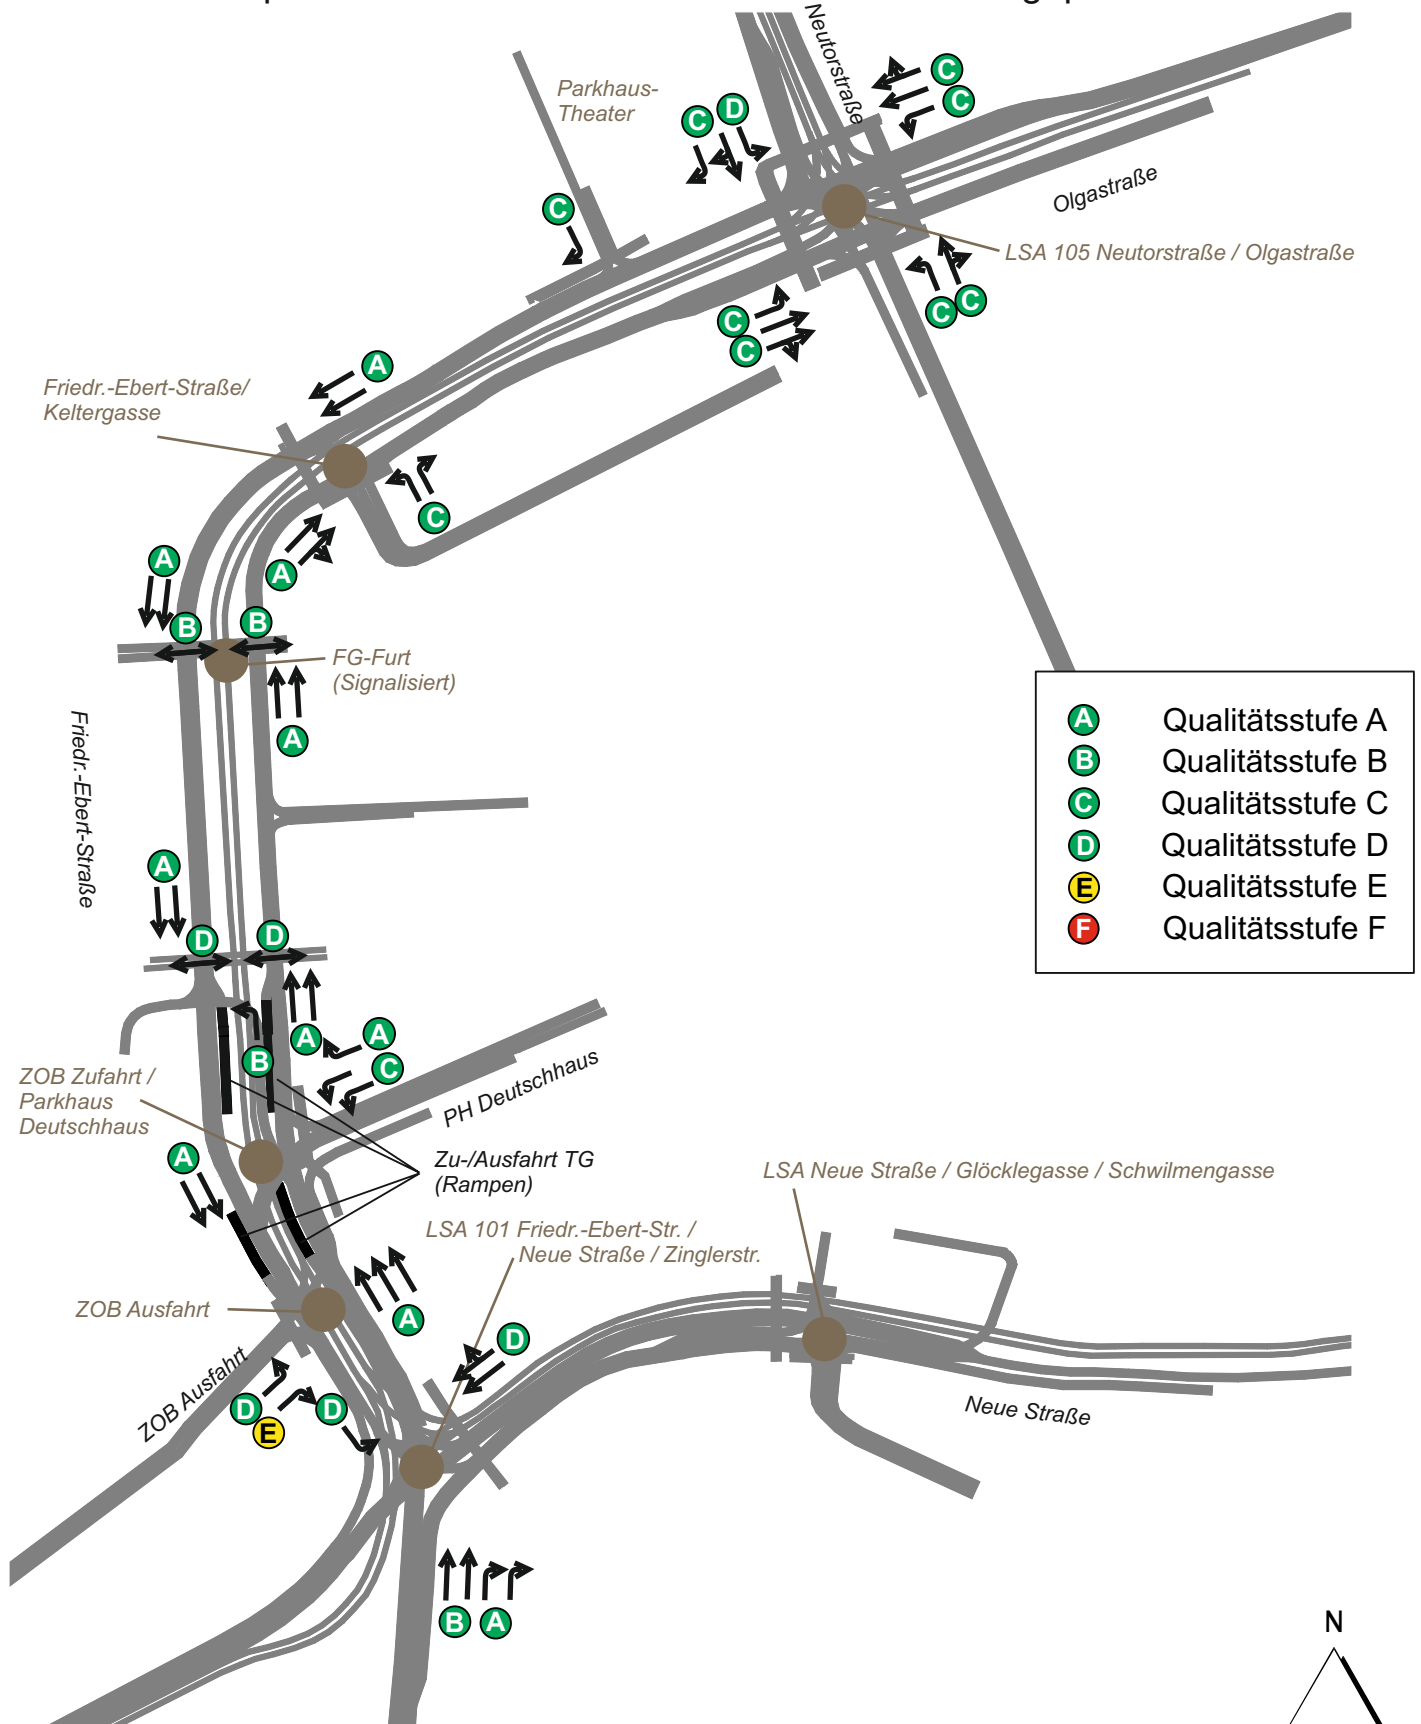 Neutorstraße
Parkhaus-
Theater
C
C
C
D
C
Olgastraße
LSA 105 Neutorstraße / Olgastraße
C
C
C
C
A
Friedr.-Ebert-Straße/
Keltergasse
C
A
A
B
B
FG-Furt
(Signalisiert)
A
Friedr.-Ebert-Straße
A Qualitätsstufe A
B Qualitätsstufe B
C Qualitätsstufe C
D Qualitätsstufe D
E Qualitätsstufe E
F Qualitätsstufe F
A
D
D
A
A
B
C
ZOB Zufahrt /
Parkhaus
Deutschhaus
PH Deutschhaus
A
Zu-/Ausfahrt TG
(Rampen)
LSA Neue Straße / Glöcklegasse / Schwilmengasse
LSA 101 Friedr.-Ebert-Str. /
Neue Straße / Zinglerstr.
ZOB Ausfahrt
A
D
ZOB Ausfahrt
D
D
E
Neue Straße
B
A
N